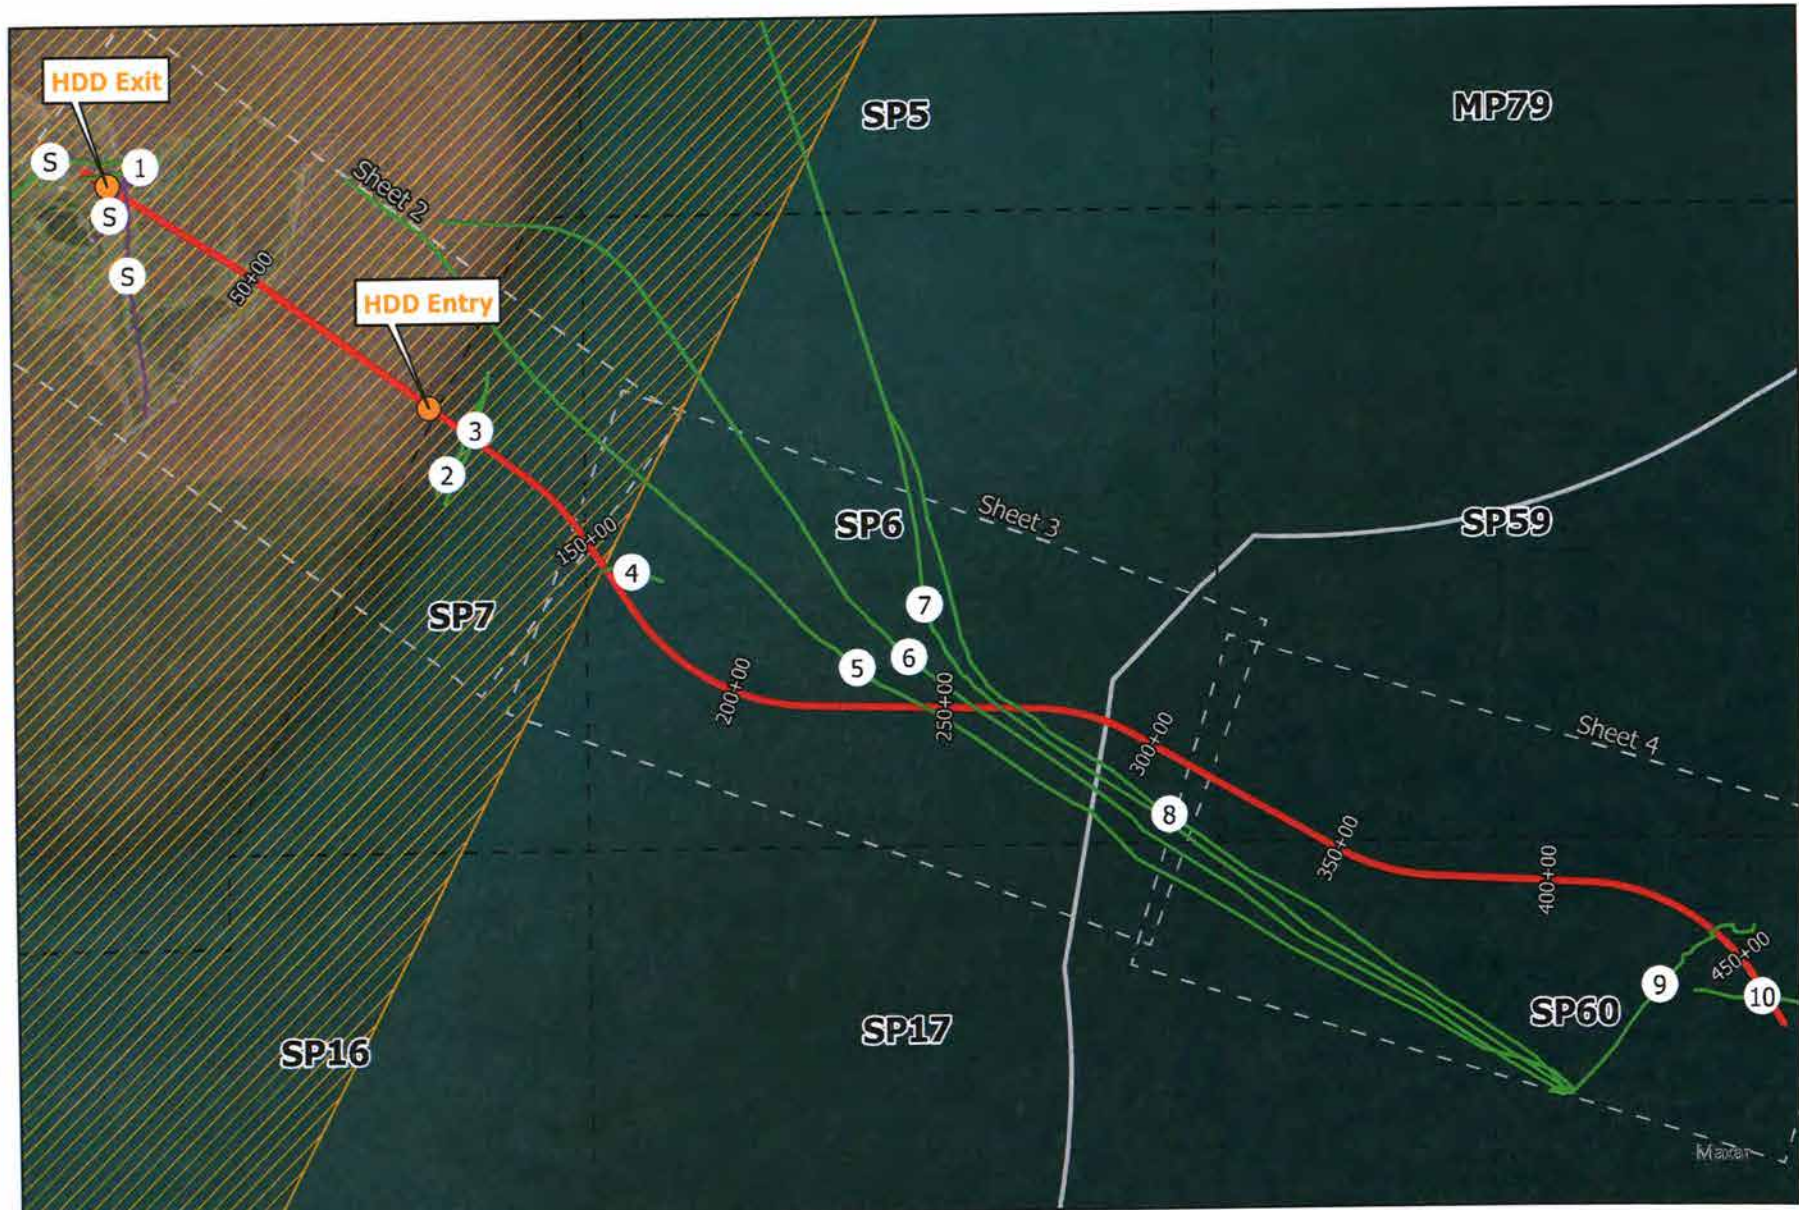 HDD Exit
SP5
MP79
S
1
S
Sheet 2
S
50+00
HDD Entry
3
2
Sheet 3
SP6
SP59
150+00
4
SP7
7
6
5
200+00
250+00
300+00
Sheet 4
8
350+00
400+00
450+00
9
10
SP60
SP17
SP16
Maxar